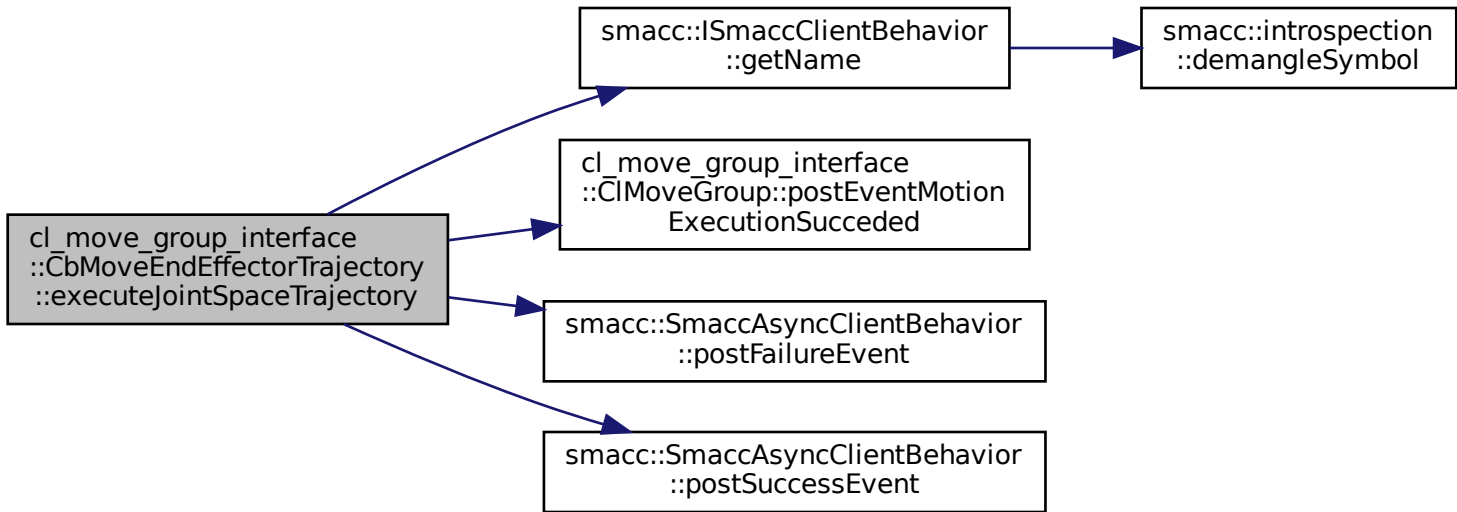 smacc::ISmaccClientBehavior
::getName
smacc::introspection
::demangleSymbol
cl_move_group_interface
::ClMoveGroup::postEventMotion
ExecutionSucceded
cl_move_group_interface
::CbMoveEndEffectorTrajectory
::executeJointSpaceTrajectory
smacc::SmaccAsyncClientBehavior
::postFailureEvent
smacc::SmaccAsyncClientBehavior
::postSuccessEvent